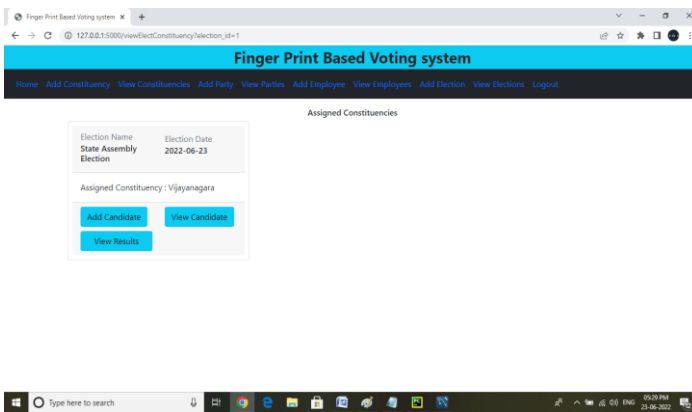 Finger Print Based Voting system
127.0.0.1:5000/viewElectConstituency?election_id=1
Finger Print Based Voting system
Home Add Constituency View Constituencies Add Party View Parties Add Employee View Employees Add Election View Elections Logout
Assigned Constituencies
Election Name Election Date
State Assembly Election 2022-06-23
Assigned Constituency : Vijayanagara
Add Candidate View Candidate
View Results
Type here to search ENG 05:29 PM
23-06-2022